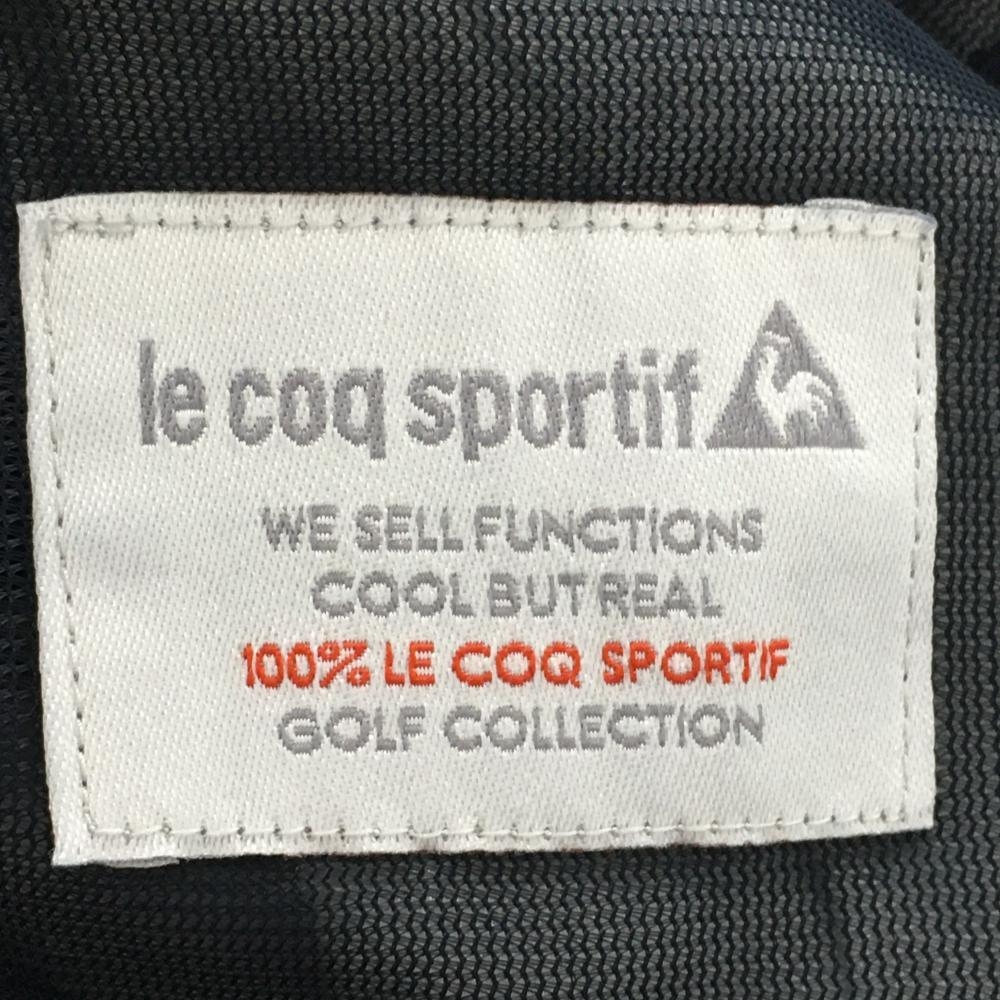 le coq sportif
WE SELL FUNCTIONS
COOL BUT REAL
100% LE COQ SPORTIF
GOLF COLLECTION